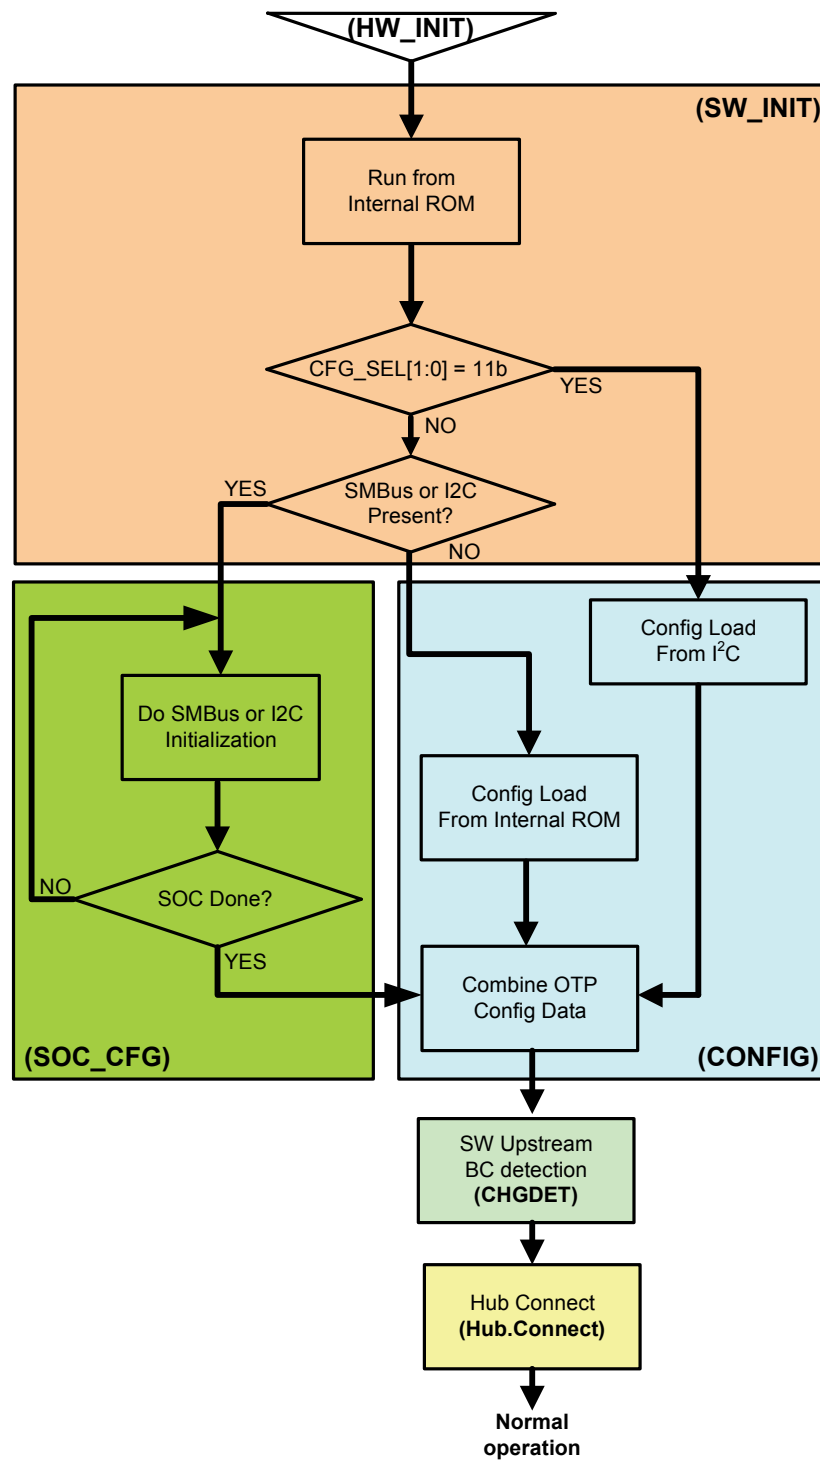 (HW_INIT)
(SW_INIT)
Run from
Internal ROM
CFG_SEL[1:0] = 11b
YES
NO
YES
SMBus or I2C
Present?
NO
Config Load
From I²C
Do SMBus or I2C
Initialization
Config Load
From Internal ROM
NO
SOC Done?
YES
Combine OTP
Config Data
(SOC_CFG)
(CONFIG)
SW Upstream
BC detection
(CHGDET)
Hub Connect
(Hub.Connect)
Normal
operation